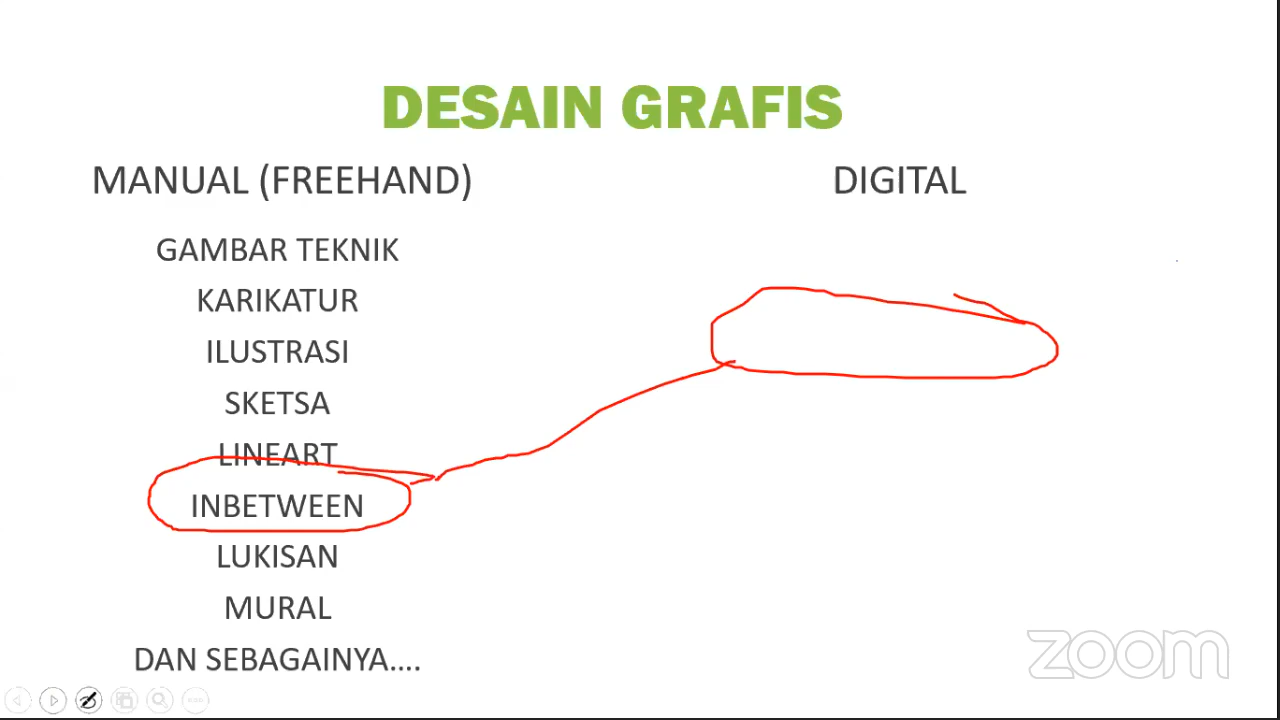 DESAIN GRAFIS
MANUAL (FREEHAND)
DIGITAL
GAMBAR TEKNIK
KARIKATUR
ILUSTRASI
SKETSA
LINEART
INBETWEEN
LUKISAN
MURAL
DAN SEBAGAINYA....
zoom